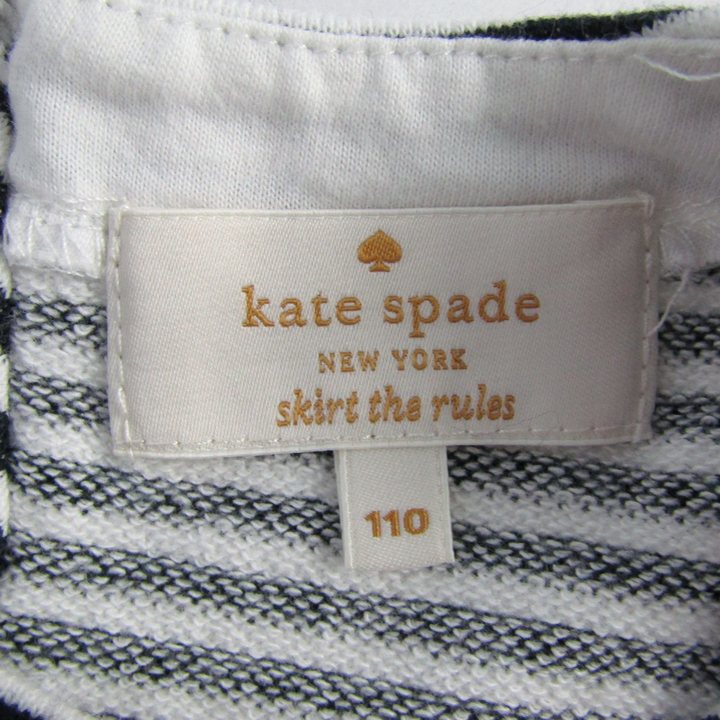 kate spade
NEW YORK
skirt the rules
110